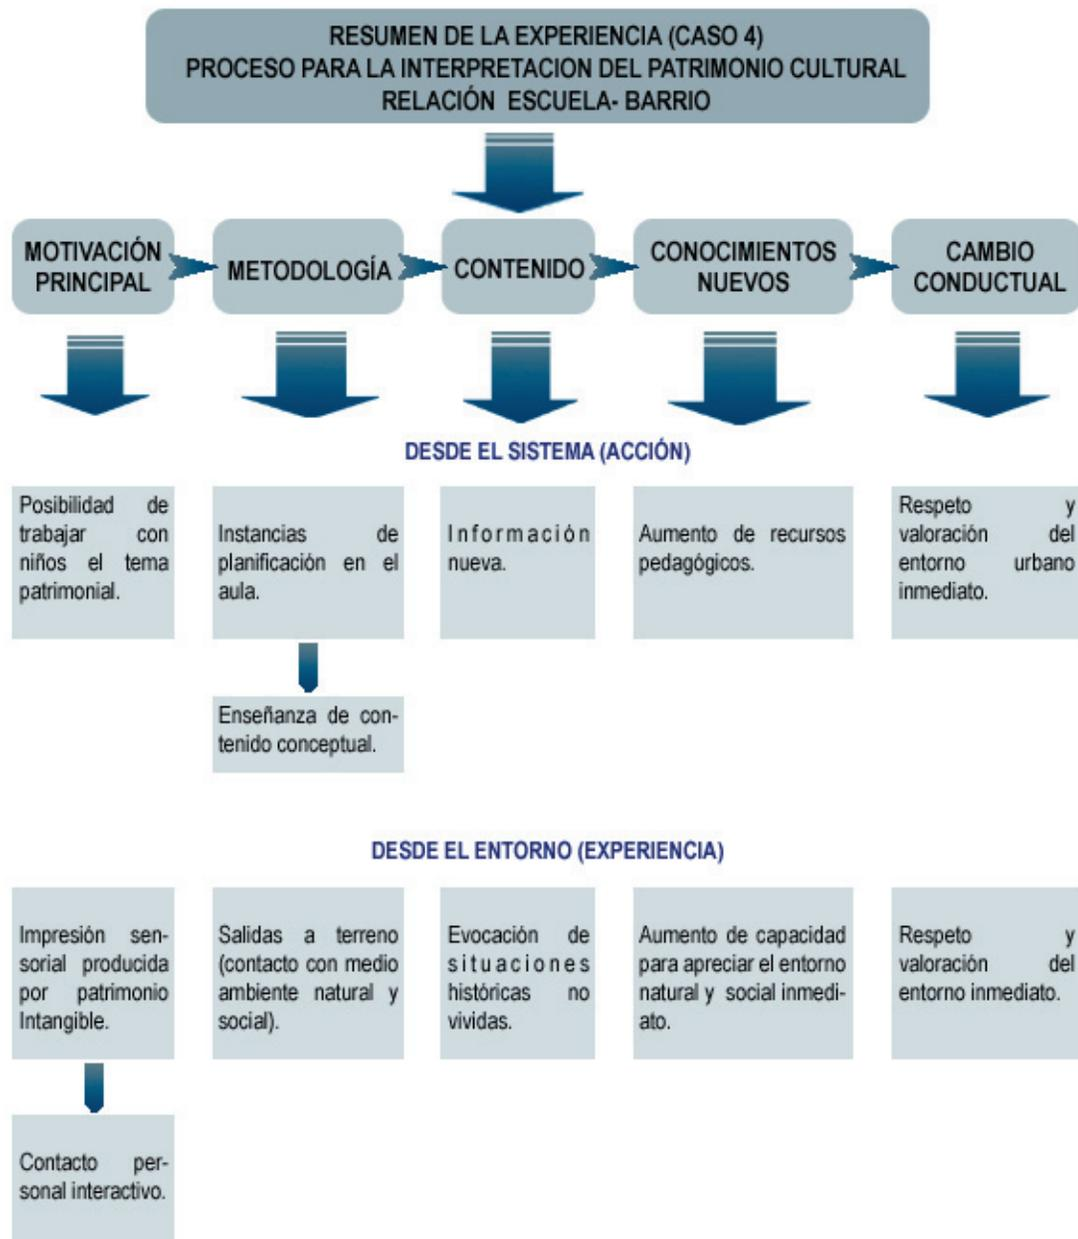 RESUMEN DE LA EXPERIENCIA (CASO 4)
PROCESO PARA LA INTERPRETACION DEL PATRIMONIO CULTURAL
RELACIÓN ESCUELA- BARRIO
MOTIVACIÓN
PRINCIPAL
METODOLOGÍA
CONTENIDO
CONOCIMIENTOS
NUEVOS
CAMBIO
CONDUCTUAL
DESDE EL SISTEMA (ACCIÓN)
Posibilidad de
trabajar con
niños el tema
patrimonial.
Instancias de
planificación en el
aula.
Información
nueva.
Aumento de recursos
pedagógicos.
Respeto y
valoración del
entorno urbano
inmediato.
Enseñanza de con-
tenido conceptual.
DESDE EL ENTORNO (EXPERIENCIA)
Impresión sen-
sorial producida
por patrimonio
Intangible.
Salidas a terreno
(contacto con medio
ambiente natural y
social).
Evocación de
situaciones
históricas no
vividas.
Aumento de capacidad
para apreciar el entorno
natural y social inmedi-
ato.
Respeto y
valoración del
entorno inmediato.
Contacto per-
sonal interactivo.